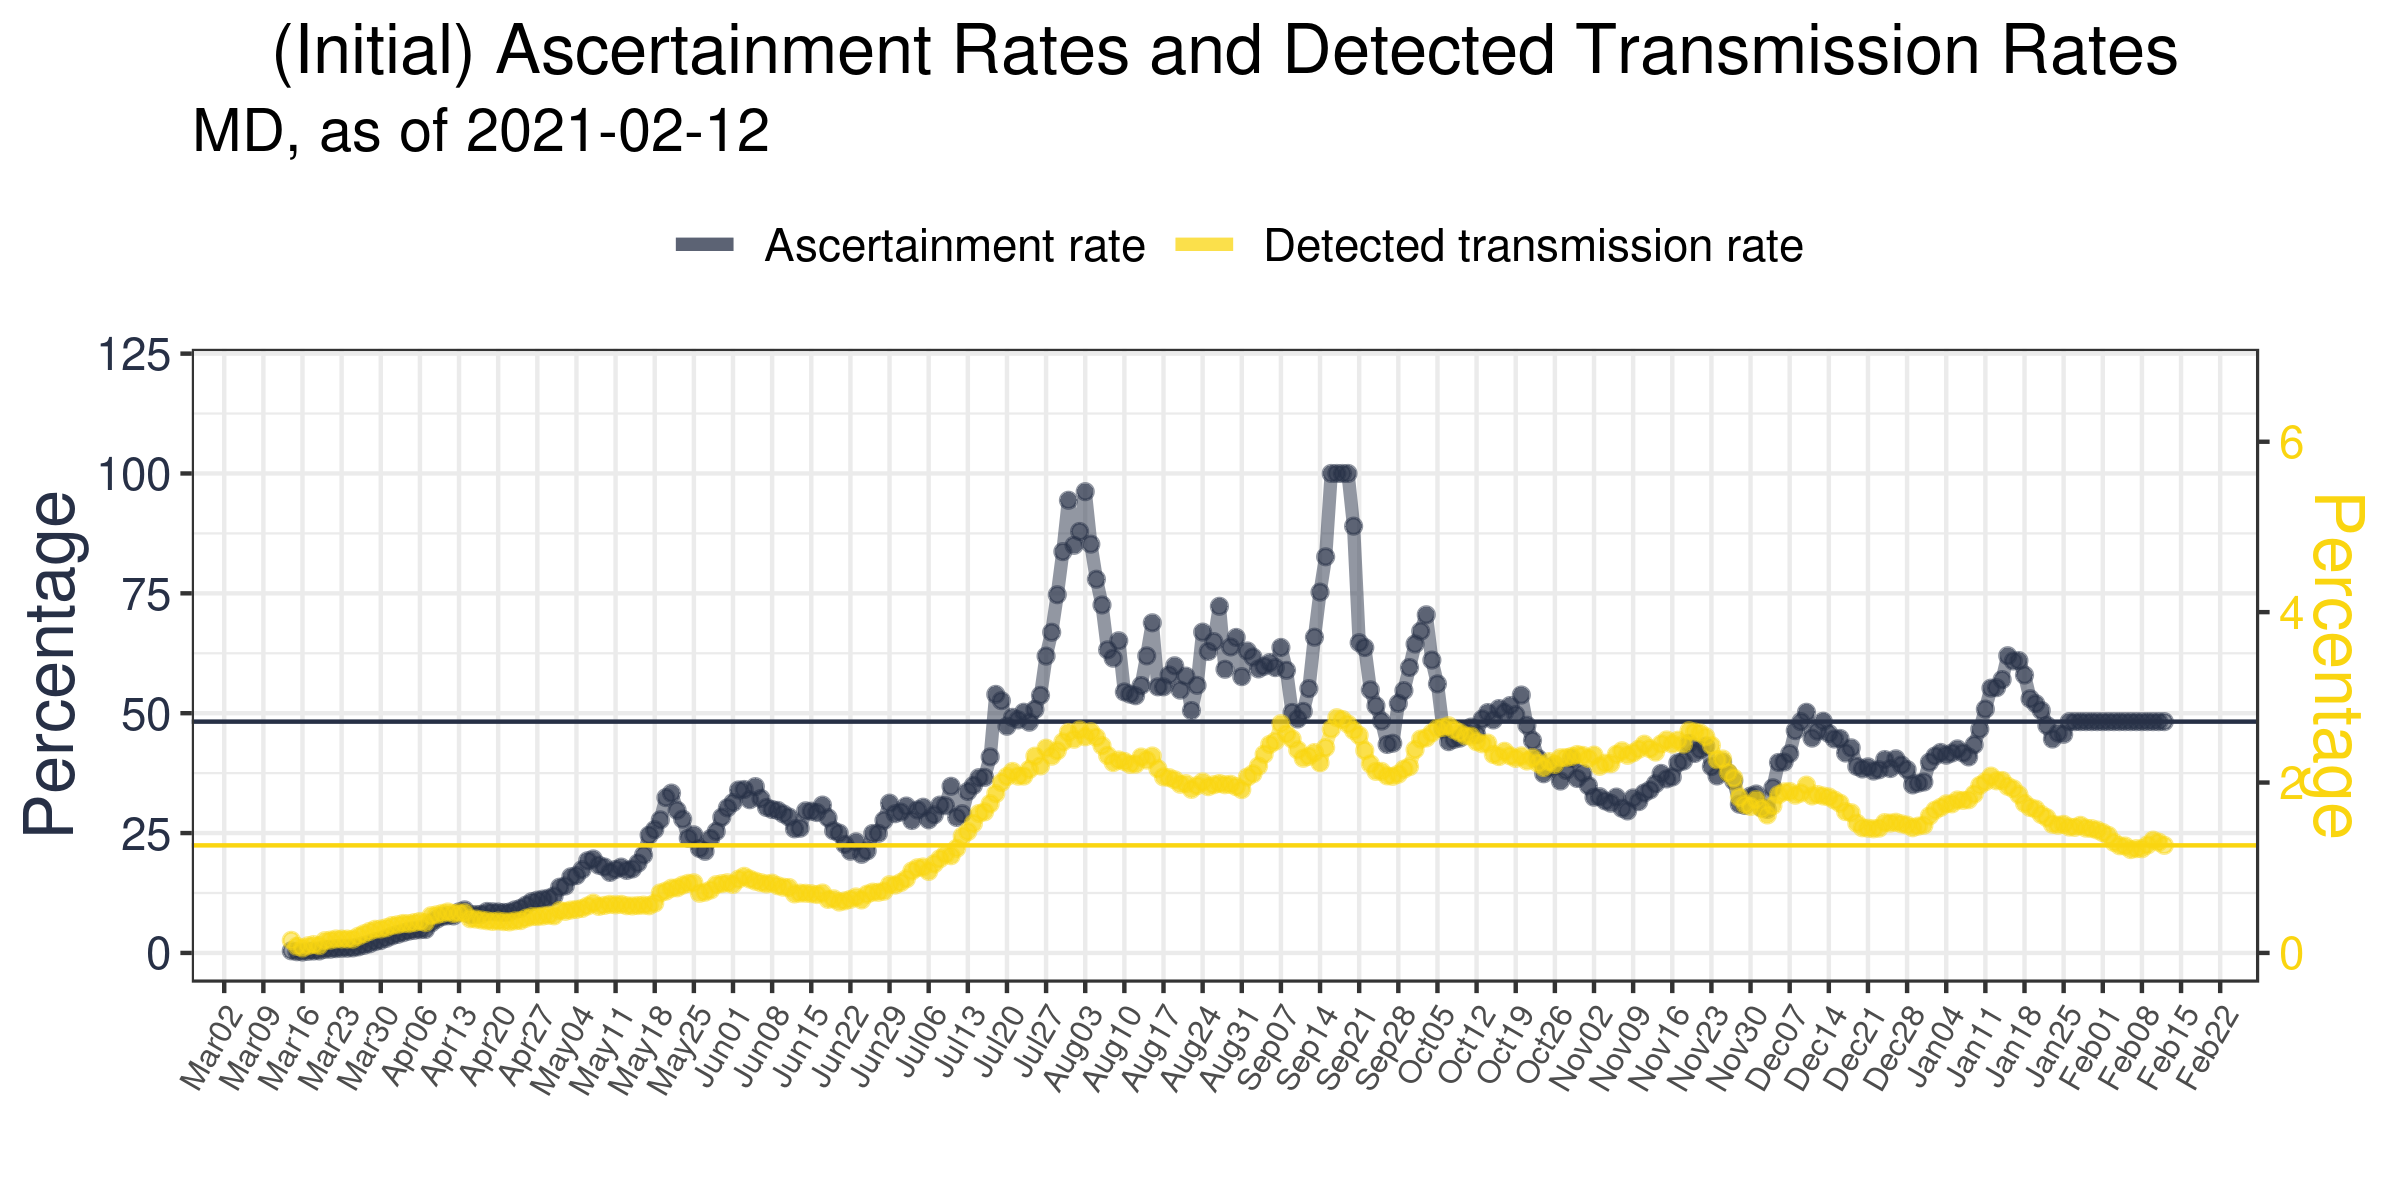 (Initial) Ascertainment Rates and Detected Transmission Rates
MD, as of 2021-02-12
Ascertainment rate
Detected transmission rate
Percentage
125
100
75
50
25
0
6
4
2
0
Percentage
Mar02
Mar09
Mar16
Mar23
Mar30
Apr06
Apr13
Apr20
Apr27
May04
May11
May18
May25
Jun01
Jun08
Jun15
Jun22
Jun29
Jul06
Jul13
Jul20
Jul27
Aug03
Aug10
Aug17
Aug24
Aug31
Sep07
Sep14
Sep21
Sep28
Oct05
Oct12
Oct19
Oct26
Nov02
Nov09
Nov16
Nov23
Nov30
Dec07
Dec14
Dec21
Dec28
Jan04
Jan11
Jan18
Jan25
Feb01
Feb08
Feb15
Feb22